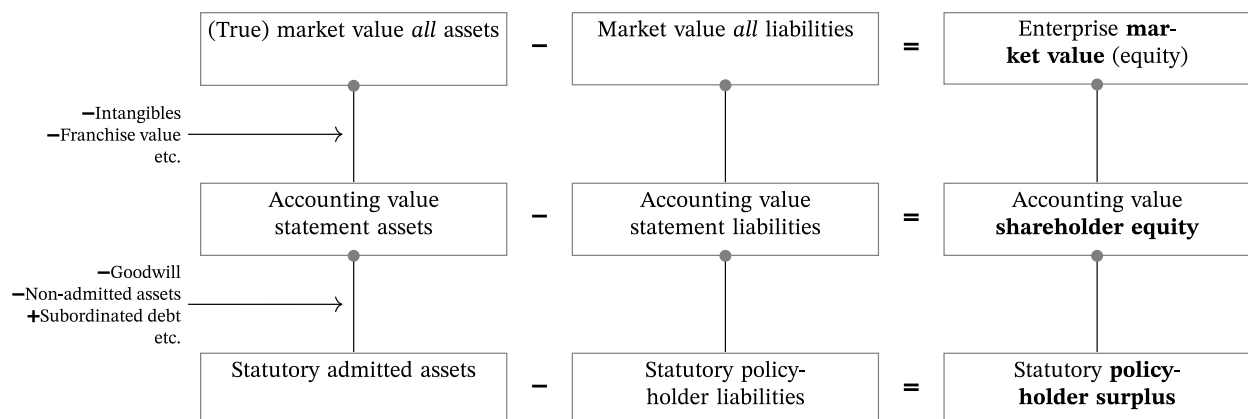 (True) market value all assets
−
Market value all liabilities
=
Enterprise mar-
ket value (equity)
−Intangibles
−Franchise value
etc.
Accounting value
statement assets
−
Accounting value
statement liabilities
=
Accounting value
shareholder equity
−Goodwill
−Non-admitted assets
+Subordinated debt
etc.
Statutory admitted assets
−
Statutory policy-
holder liabilities
=
Statutory policy-
holder surplus